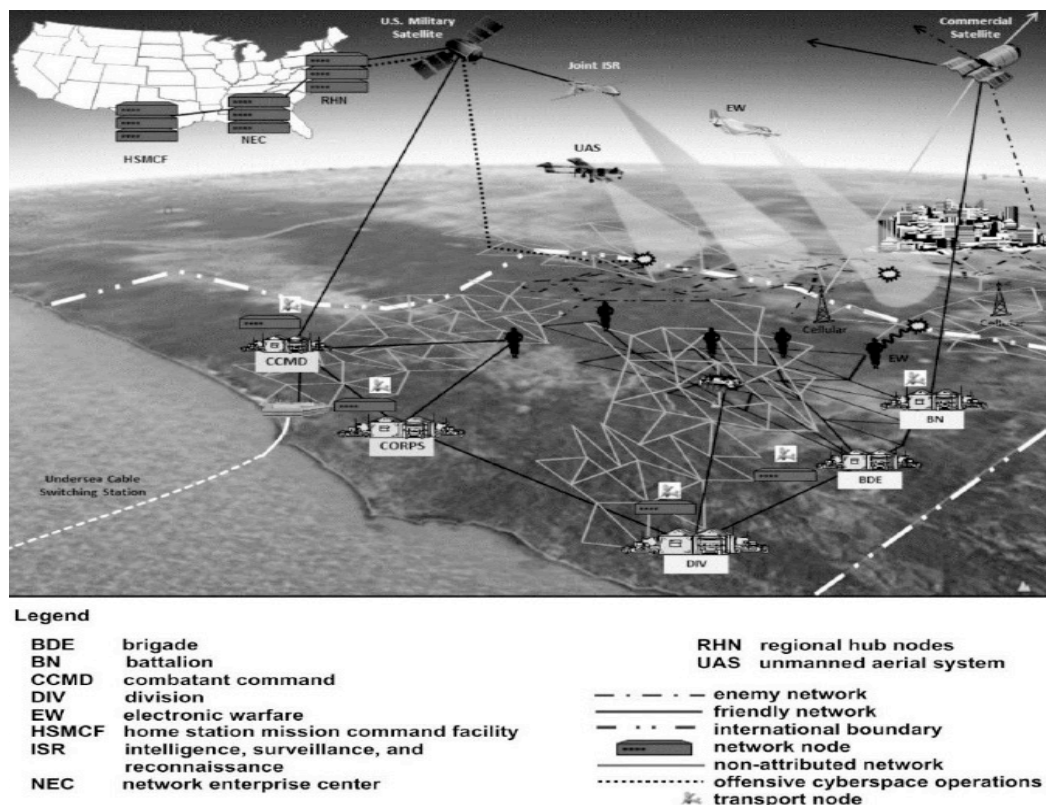 U.S. Military
Satellite
Commercial
Satellite
Joint ISR
RHN
EW
NEC
HSMCF
UAS
Cellular
Cellular
EW
CCMD
BN
CORPS
BDE
Undersea Cable
Switching Station
DIV
Legend
BDE brigade
BN battalion
CCMD combatant command
DIV division
EW electronic warfare
HSMCF home station mission command facility
ISR intelligence, surveillance, and
reconnaissance
NEC network enterprise center
RHN regional hub nodes
UAS unmanned aerial system
enemy network
friendly network
international boundary
network node
non-attributed network
offensive cyberspace operations
transport node